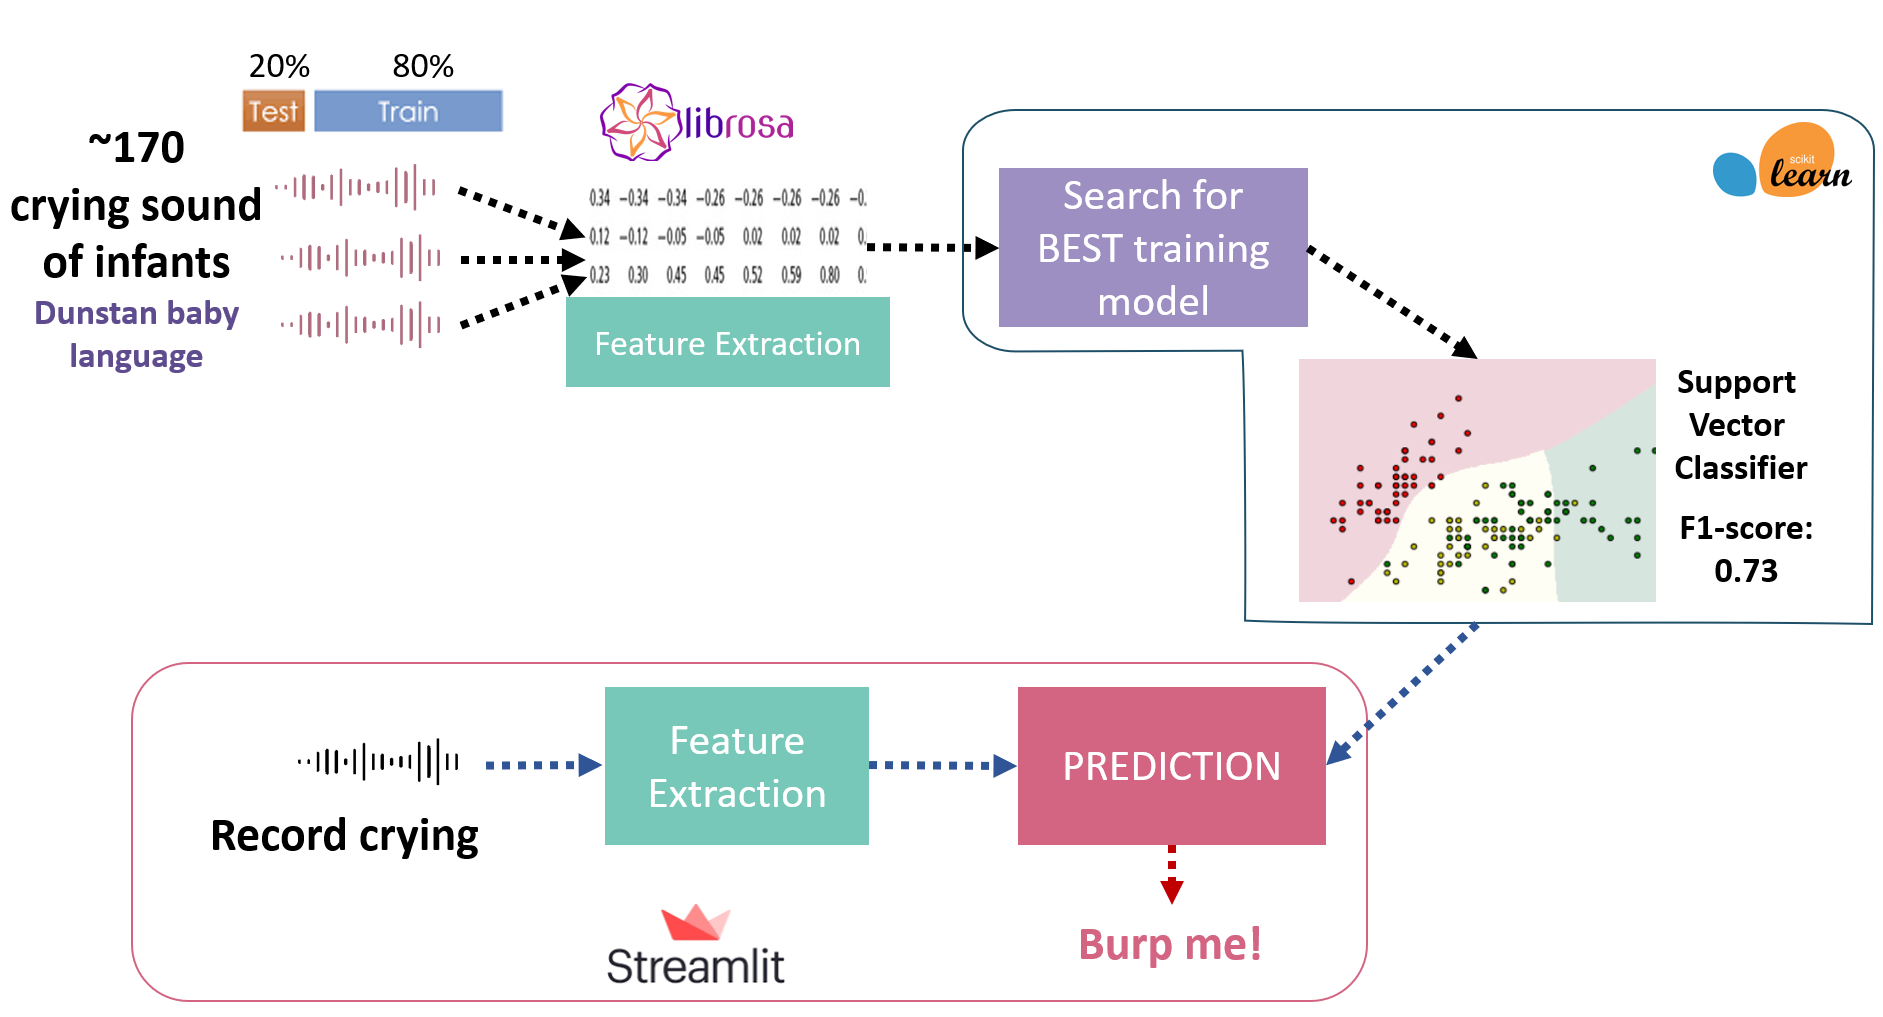 20% 80%
Test Train
~170
crying sound
of infants
Dunstan baby
language
librosa
0.34 −0.34 −0.34 −0.26 −0.26 −0.26 −0.26 −0.
0.12 −0.12 −0.05 −0.05 0.02 0.02 0.02 0.
0.23 0.30 0.45 0.45 0.52 0.59 0.80 0.
Feature Extraction
Search for
BEST training
model
scikit
learn
Support
Vector
Classifier
F1-score:
0.73
Record crying
Feature
Extraction
PREDICTION
Burp me!
Streamlit